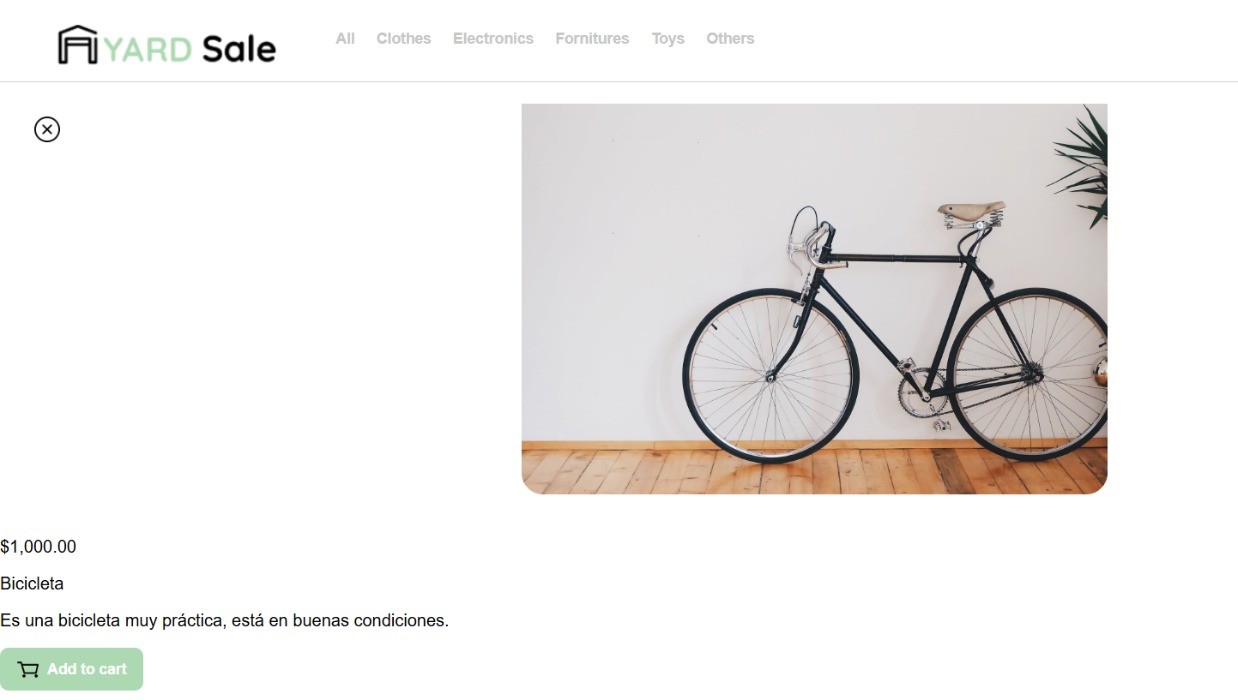 YARD Sale
All Clothes Electronics Fornitures Toys Others
$1,000.00
Bicicleta
Es una bicicleta muy práctica, está en buenas condiciones.
Add to cart